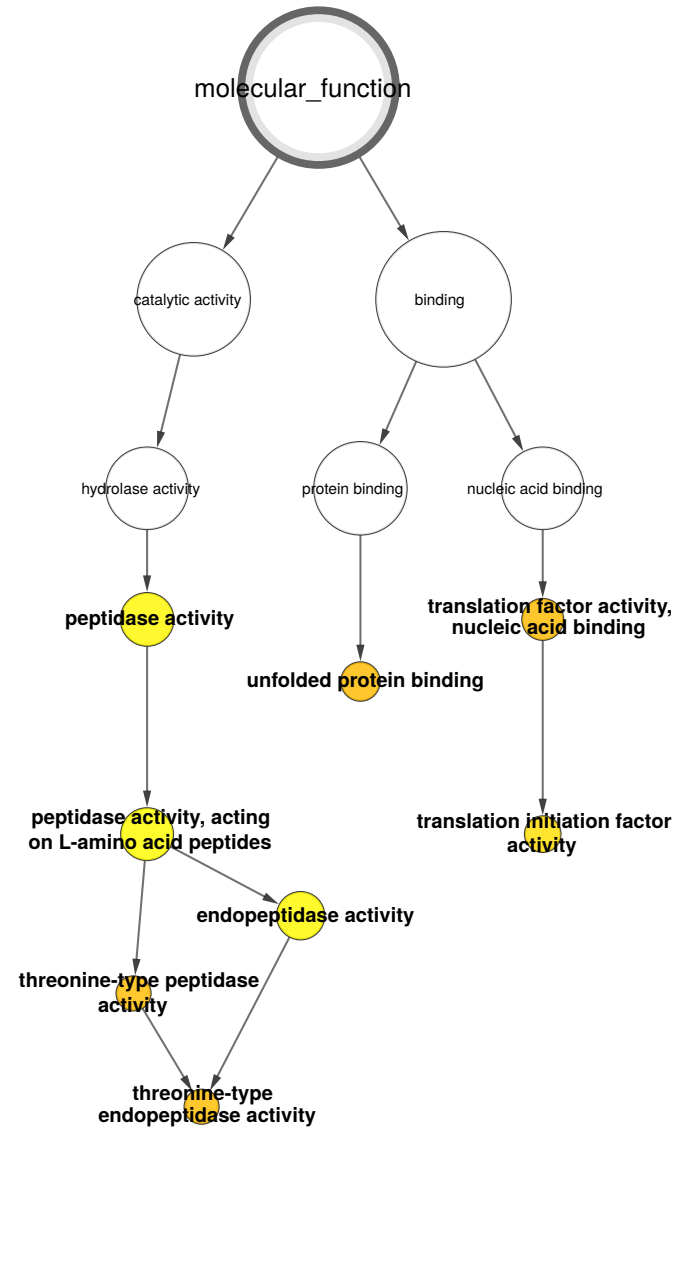 molecular_function
catalytic activity
binding
hydrolase activity
protein binding
nucleic acid binding
peptidase activity
translation factor activity,
nucleic acid binding
unfolded protein binding
peptidase activity, acting
on L-amino acid peptides
translation initiation factor
activity
endopeptidase activity
threonine-type peptidase
activity
threonine-type
endopeptidase activity